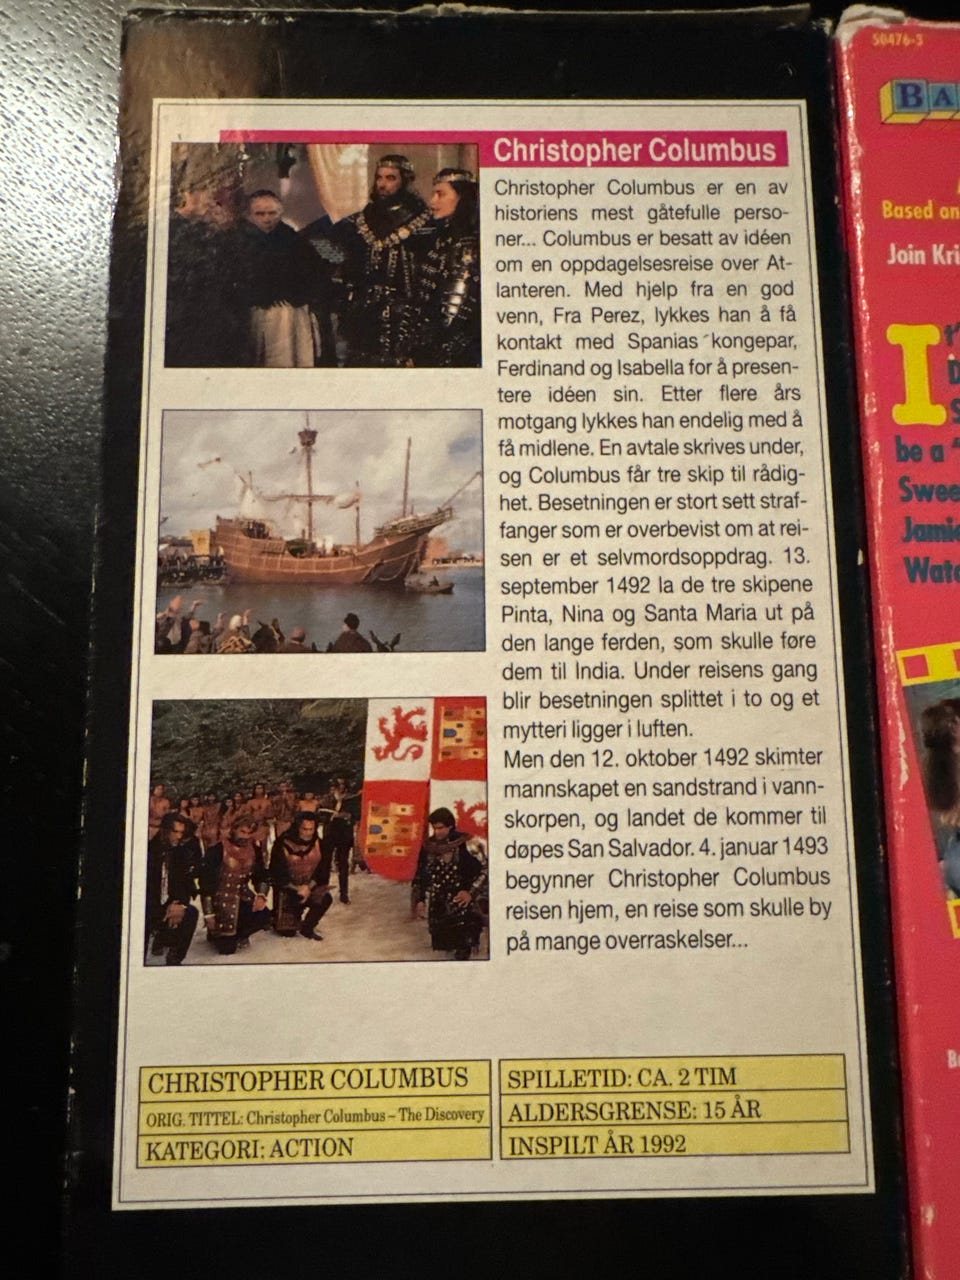 Christopher Columbus
Christopher Columbus er en av
historiens mest gåtefulle perso-
ner... Columbus er besatt av idéen
om en oppdagelsesreise over At-
lanteren. Med hjelp fra en god
venn, Fra Perez, lykkes han å få
kontakt med Spanias kongepar,
Ferdinand og Isabella for å presen-
tere idéen sin. Etter flere års
motgang lykkes han endelig med å
få midlene. En avtale skrives under,
og Columbus får tre skip til rådig-
het. Besetningen er stort sett straf-
fanger som er overbevist om at rei-
sen er et selvmordsoppdrag. 13.
september 1492 la de tre skipene
Pinta, Nina og Santa Maria ut på
den lange ferden, som skulle føre
dem til India. Under reisens gang
blir besetningen splittet i to og et
mytteri ligger i luften.
Men den 12. oktober 1492 skimter
mannskapet en sandstrand i vann-
skorpen, og landet de kommer til
døpes San Salvador. 4. januar 1493
begynner Christopher Columbus
reisen hjem, en reise som skulle by
på mange overraskelser...
CHRISTOPHER COLUMBUS
ORIG. TITTEL: Christopher Columbus – The Discovery
KATEGORI: ACTION
SPILLETID: CA. 2 TIM
ALDERSGRENSE: 15 ÅR
INSPILT ÅR 1992
50476-3
BA
Based on
Join Kri
I
be a "
Swee
Jamie